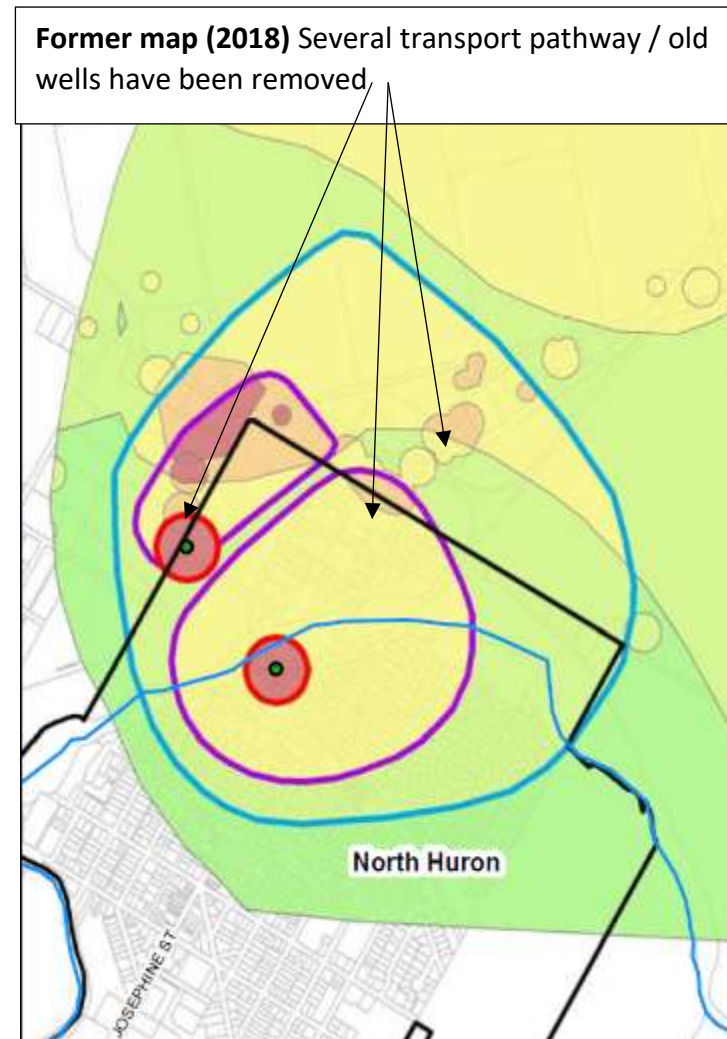 Former map (2018) Several transport pathway / old
wells have been removed
North Huron
JOSEPHINE ST